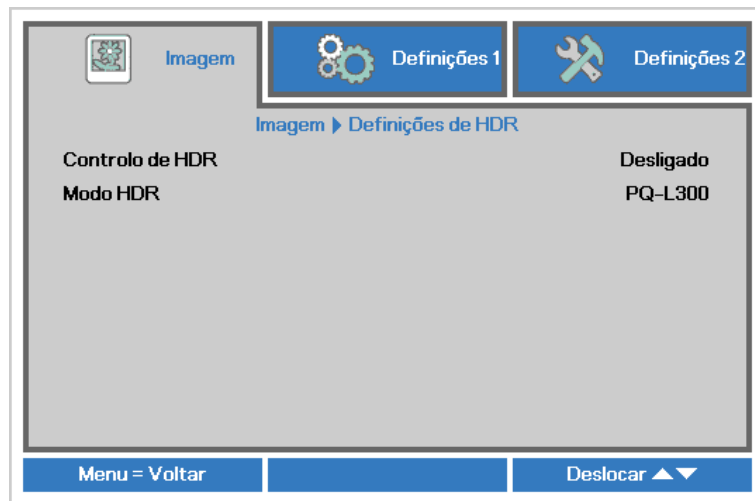 Imagem Definições 1 Definições 2
Imagem ▶ Definições de HDR
Controlo de HDR Desligado
Modo HDR PQ-L300
Menu = Voltar Deslocar ▲▼